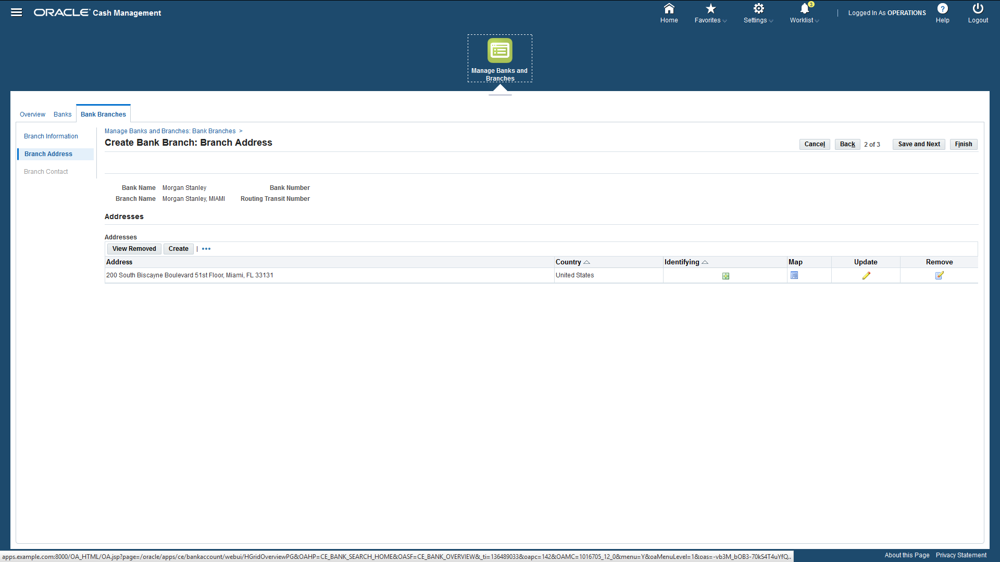 ORACLE Cash Management
Home
Favorites
Settings
3
Worklist
Logged In As OPERATIONS
?
Help
Logout
Manage Banks and
Branches
Overview
Banks
Bank Branches
Branch Information
Branch Address
Branch Contact
Manage Banks and Branches: Bank Branches >
Create Bank Branch: Branch Address
Cancel
Back
2 of 3
Save and Next
Finish
Bank Name Morgan Stanley Bank Number
Branch Name Morgan Stanley, MIAMI Routing Transit Number
Addresses
Addresses
View Removed Create | •••
Address Country Identifying Map Update Remove
200 South Biscayne Boulevard 51st Floor, Miami, FL 33131 United States
apps.example.com:8000/OA_HTML/OA.jsp?page=/oracle/apps/ce/bankaccount/webui/HGridOverviewPG&OAHP=CE_BANK_SEARCH_HOME&OASF=CE_BANK_OVERVIEW&_ti=136489033&oapc=142&OAMC=1016705_12_0&menu=Y&oaMenuLevel=1&oas=-vb3M_bOB3-70kS4T4uYfQ..
About this Page Privacy Statement